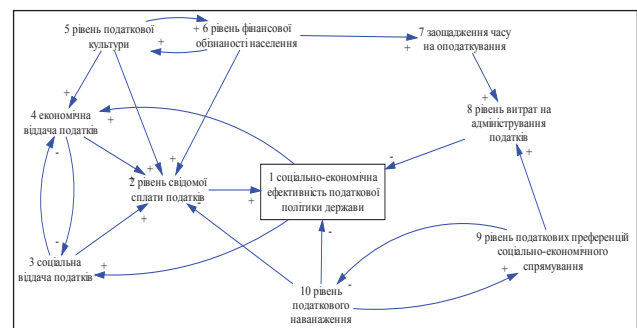 5 рівень податкової
культури
6 рівень фінансової
обізнаності населення
7 заощадження часу
на оподаткування
4 економічна
віддача податків
8 рівень витрат на
адміністрування
податків
2 рівень свідомої
сплати податків
1 соціально-економічна
ефективність податкової
політики держави
9 рівень податкових преференцій
соціально-економічного
спрямування
3 соціальна
віддача податків
10 рівень
податкового
наванаження